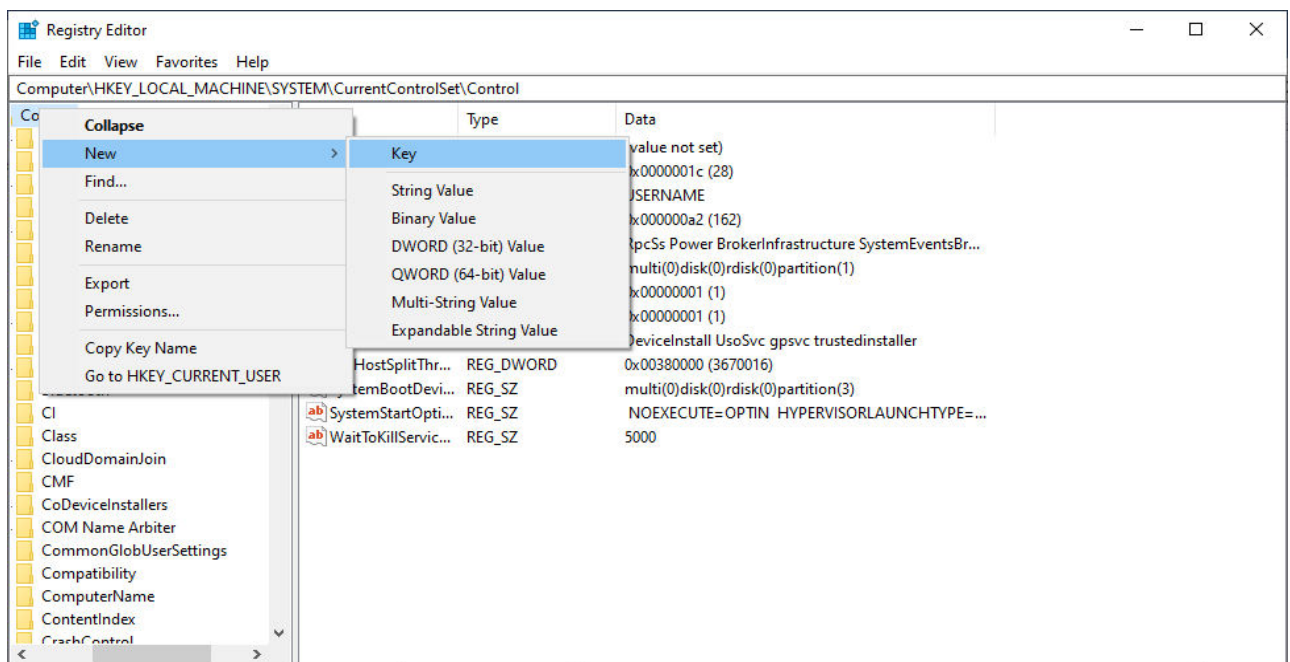 Registry Editor
File Edit View Favorites Help
Computer\HKEY_LOCAL_MACHINE\SYSTEM\CurrentControlSet\Control
Type Data
Collapse
New
Find...
Delete
Rename
Export
Permissions...
Copy Key Name
Go to HKEY_CURRENT_USER
Key
String Value
Binary Value
DWORD (32-bit) Value
QWORD (64-bit) Value
Multi-String Value
Expandable String Value
value not set)
0x0000001c (28)
USERNAME
0x000000a2 (162)
RpcSs Power BrokerInfrastructure SystemEventsBr...
multi(0)disk(0)rdisk(0)partition(1)
0x00000001 (1)
0x00000001 (1)
DeviceInstall UsoSvc gpsvc trustedinstaller
HostSplitThr... REG_DWORD 0x00380000 (3670016)
temBootDevi... REG_SZ multi(0)disk(0)rdisk(0)partition(3)
SystemStartOpti... REG_SZ NOEXECUTE=OPTIN HYPERVISORLAUNCHTYPE=...
WaitToKillServic... REG_SZ 5000
CI
Class
CloudDomainJoin
CMF
CoDeviceInstallers
COM Name Arbiter
CommonGlobUserSettings
Compatibility
ComputerName
ContentIndex
CrashControl